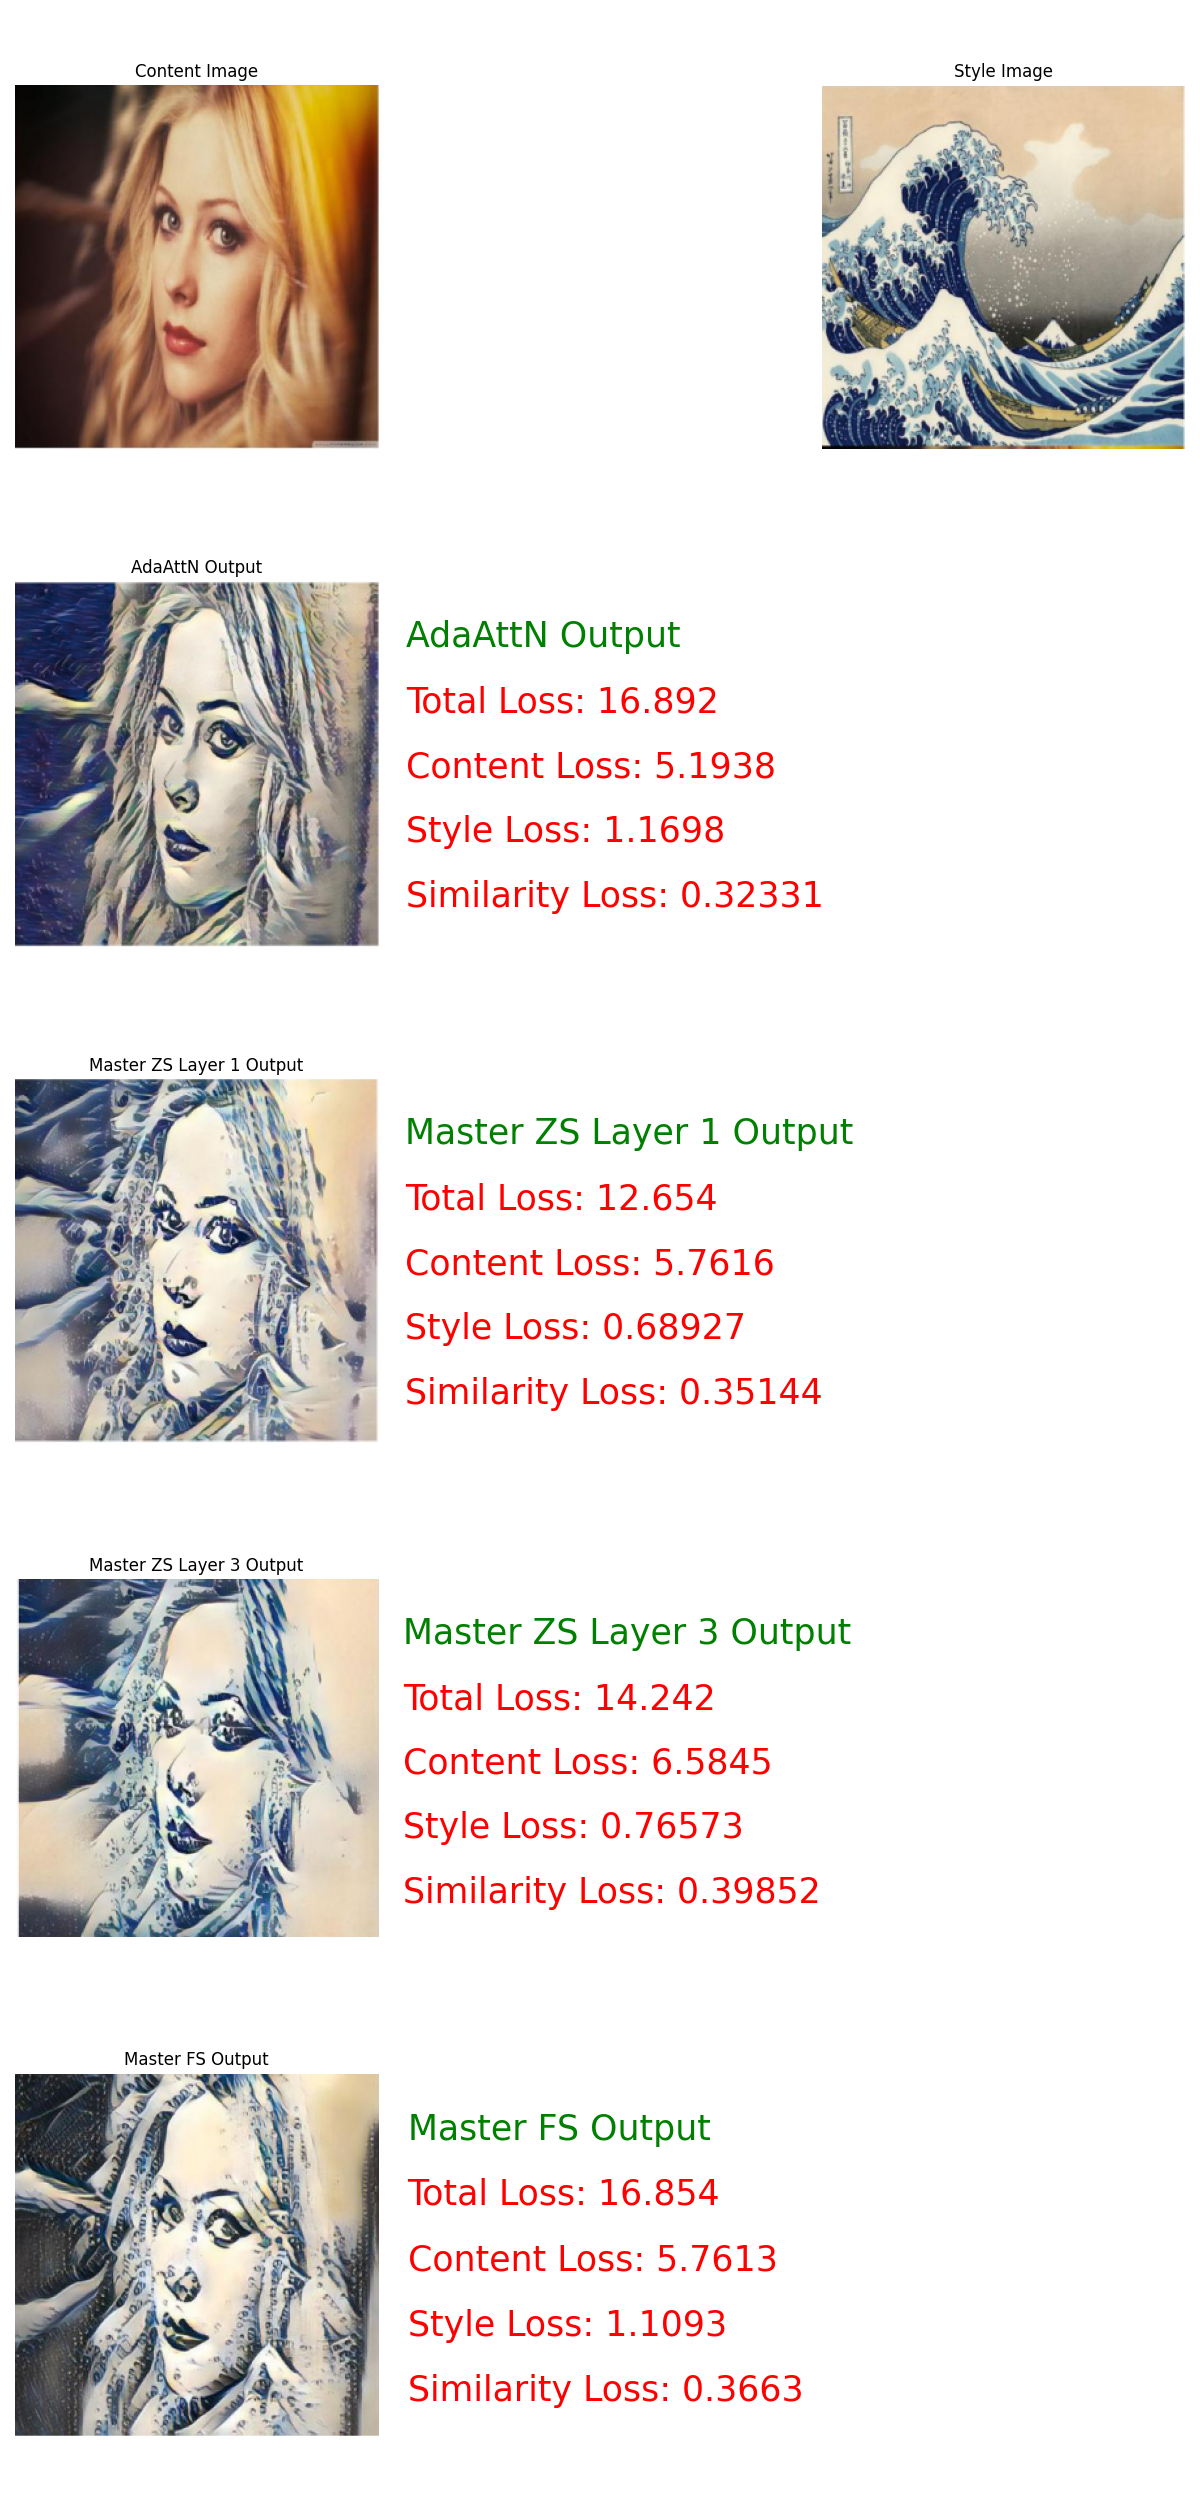 Content Image
Style Image
AdaAttN Output
AdaAttN Output
Total Loss: 16.892
Content Loss: 5.1938
Style Loss: 1.1698
Similarity Loss: 0.32331
Master ZS Layer 1 Output
Master ZS Layer 1 Output
Total Loss: 12.654
Content Loss: 5.7616
Style Loss: 0.68927
Similarity Loss: 0.35144
Master ZS Layer 3 Output
Master ZS Layer 3 Output
Total Loss: 14.242
Content Loss: 6.5845
Style Loss: 0.76573
Similarity Loss: 0.39852
Master FS Output
Master FS Output
Total Loss: 16.854
Content Loss: 5.7613
Style Loss: 1.1093
Similarity Loss: 0.3663